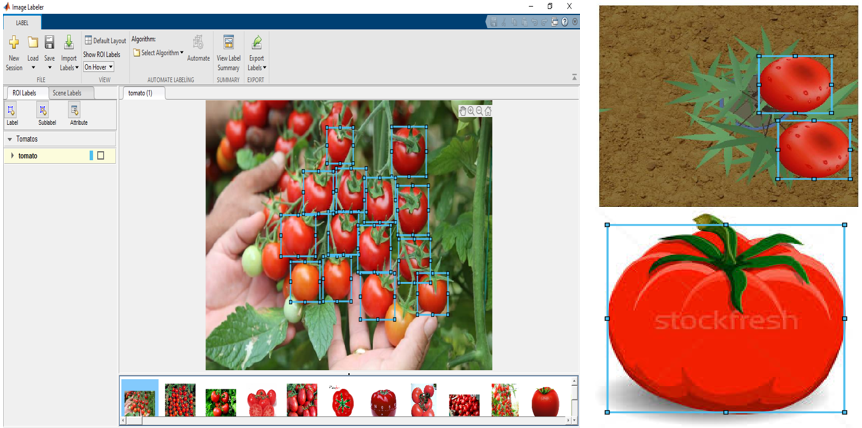 Image Labeler
LABEL
New Session
Load
Save
Import Labels
Default Layout
Show ROI Labels
On Hover
Algorithm:
Select Algorithm
Automate
View Label Summary
Export Labels
FILE
VIEW
AUTOMATE LABELING
SUMMARY
EXPORT
ROI Labels
Scene Labels
tomato (1)
Label
Sublabel
Attribute
Tomatos
tomato
stockfresh